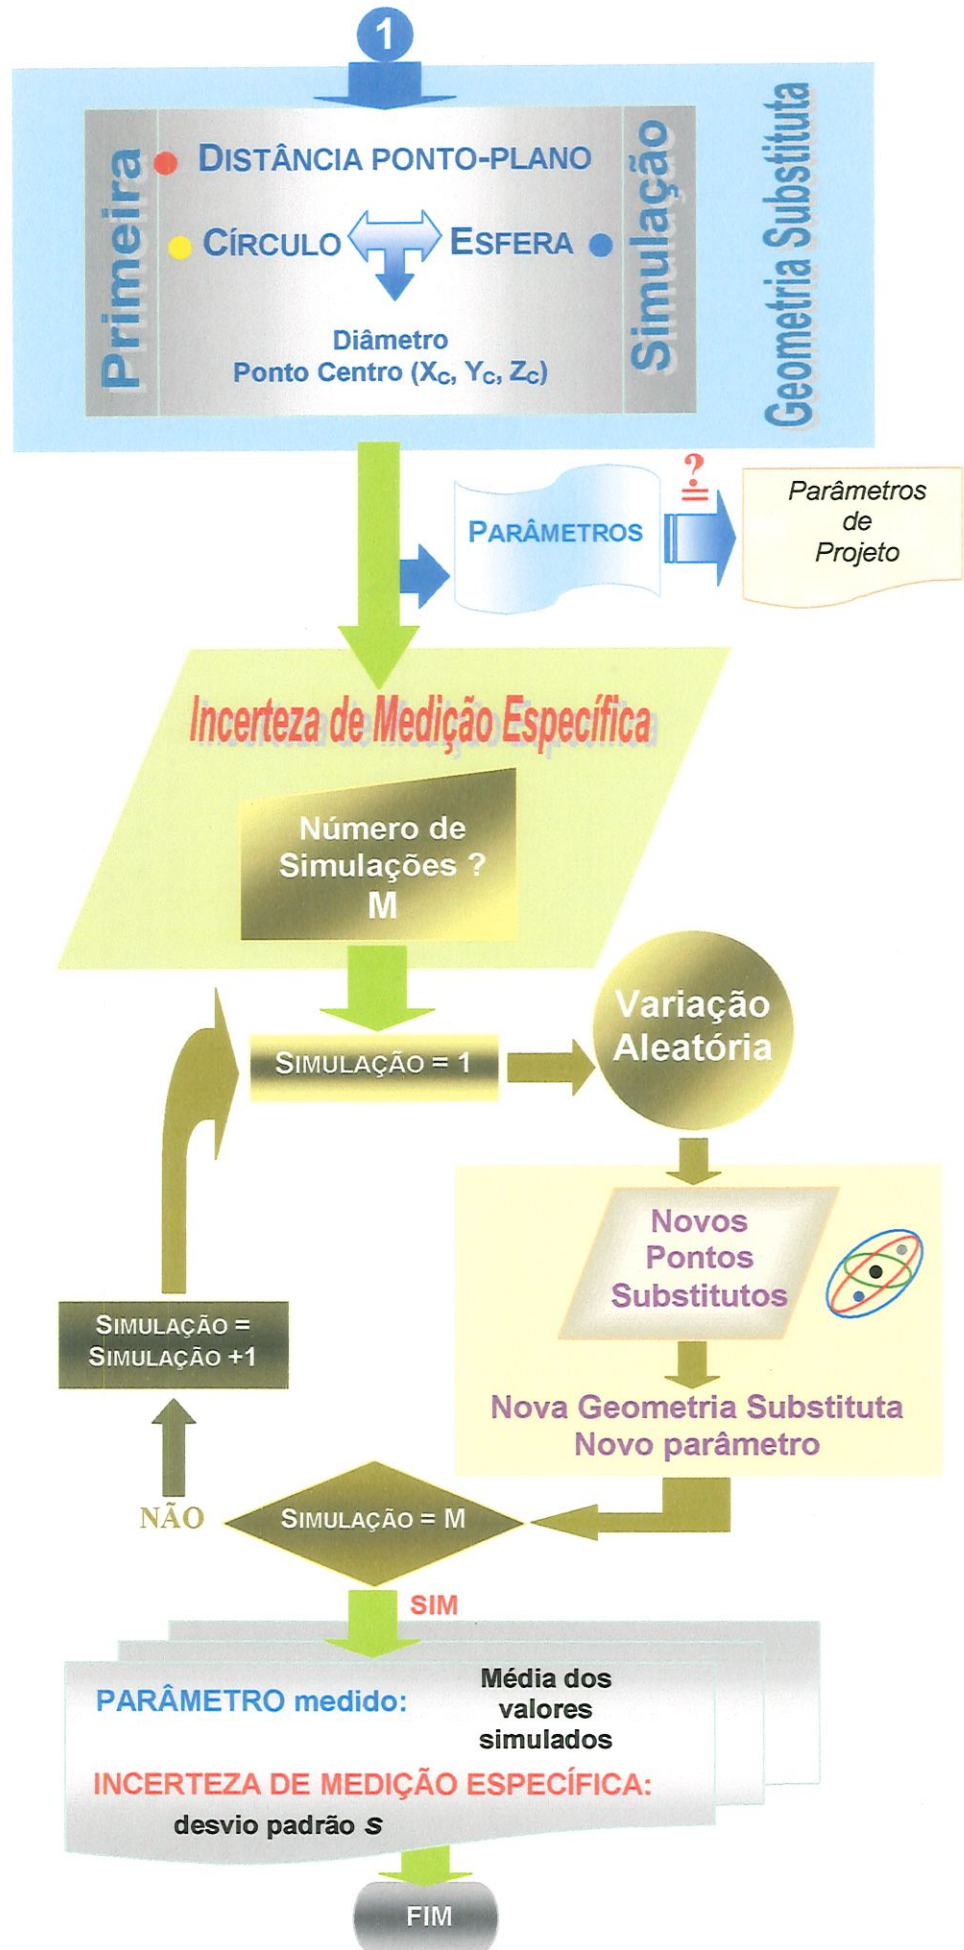 1
Primeira
DISTÂNCIA PONTO-PLANO
CÍRCULO
ESFERA
Diâmetro
Ponto Centro (XC, YC, ZC)
Simulação
Geometria Substituta
PARÂMETROS
?
=
Parâmetros
de
Projeto
Incerteza de Medição Específica
Número de
Simulações ?
M
SIMULAÇÃO = 1
Variação
Aleatória
Novos
Pontos
Substitutos
Nova Geometria Substituta
Novo parâmetro
SIMULAÇÃO =
SIMULAÇÃO +1
NÃO
SIMULAÇÃO = M
SIM
PARÂMETRO medido:
Média dos
valores
simulados
INCERTEZA DE MEDIÇÃO ESPECÍFICA:
desvio padrão s
FIM